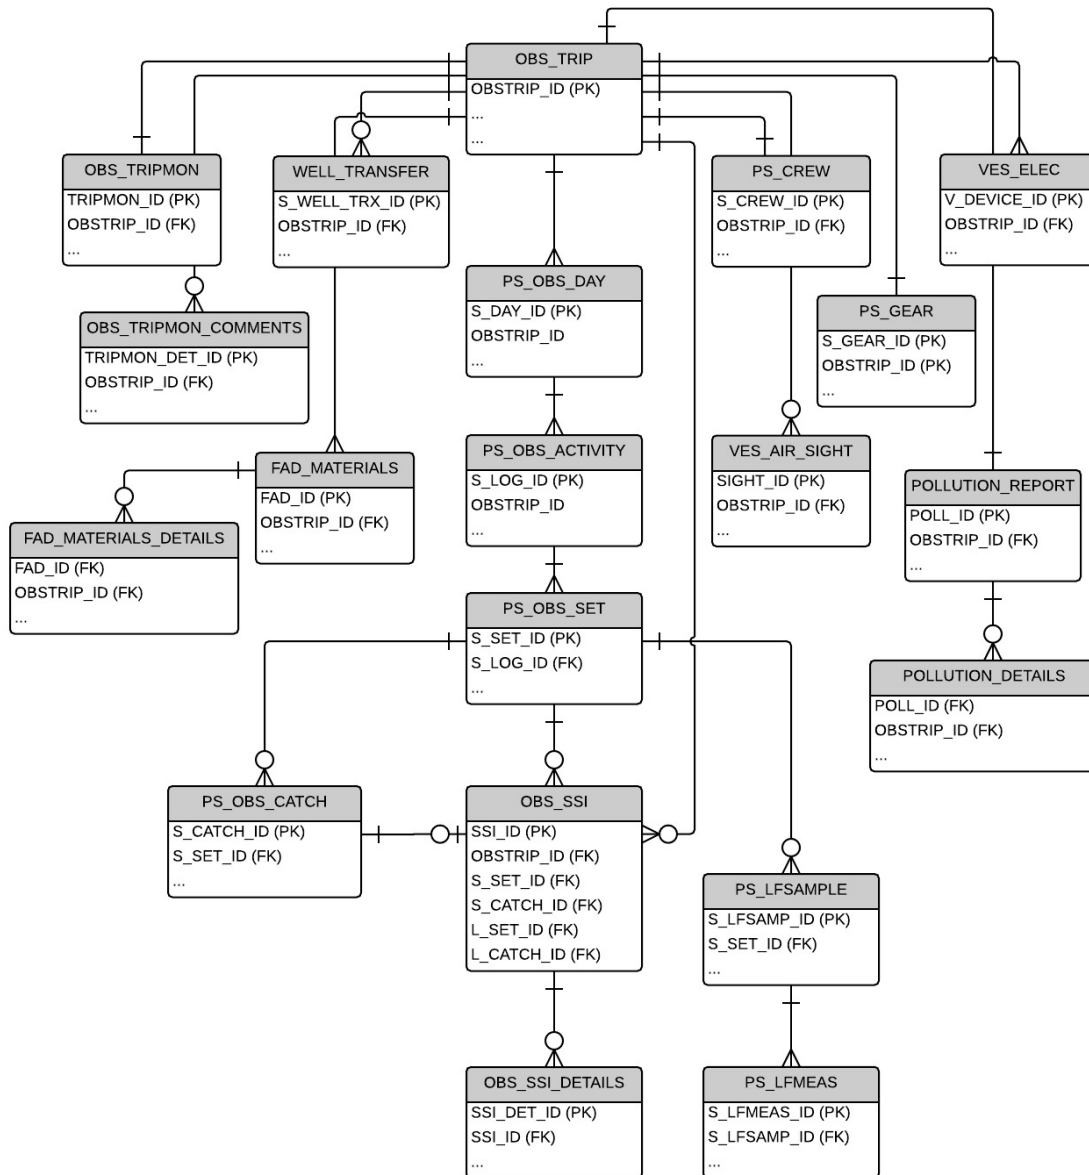 OBS_TRIP
OBSTRIP_ID (PK)
...
...
OBS_TRIPMON
TRIPMON_ID (PK)
OBSTRIP_ID (FK)
...
WELL_TRANSFER
S_WELL_TRX_ID (PK)
OBSTRIP_ID (FK)
...
PS_CREW
S_CREW_ID (PK)
OBSTRIP_ID (FK)
...
VES_ELEC
V_DEVICE_ID (PK)
OBSTRIP_ID (FK)
...
PS_OBS_DAY
S_DAY_ID (PK)
OBSTRIP_ID
...
PS_GEAR
S_GEAR_ID (PK)
OBSTRIP_ID (PK)
...
OBS_TRIPMON_COMMENTS
TRIPMON_DET_ID (PK)
OBSTRIP_ID (FK)
...
PS_OBS_ACTIVITY
S_LOG_ID (PK)
OBSTRIP_ID
...
VES_AIR_SIGHT
SIGHT_ID (PK)
OBSTRIP_ID (FK)
...
FAD_MATERIALS
FAD_ID (PK)
OBSTRIP_ID (FK)
...
POLLUTION_REPORT
POLL_ID (PK)
OBSTRIP_ID (FK)
...
FAD_MATERIALS_DETAILS
FAD_ID (FK)
OBSTRIP_ID (FK)
...
PS_OBS_SET
S_SET_ID (PK)
S_LOG_ID (FK)
...
POLLUTION_DETAILS
POLL_ID (FK)
OBSTRIP_ID (FK)
...
PS_OBS_CATCH
S_CATCH_ID (PK)
S_SET_ID (FK)
...
OBS_SSI
SSI_ID (PK)
OBSTRIP_ID (FK)
S_SET_ID (FK)
S_CATCH_ID (FK)
L_SET_ID (FK)
L_CATCH_ID (FK)
PS_LFSAMPLE
S_LFSAMP_ID (PK)
S_SET_ID (FK)
...
OBS_SSI_DETAILS
SSI_DET_ID (PK)
SSI_ID (FK)
...
PS_LFMEAS
S_LFMEAS_ID (PK)
S_LFSAMP_ID (FK)
...